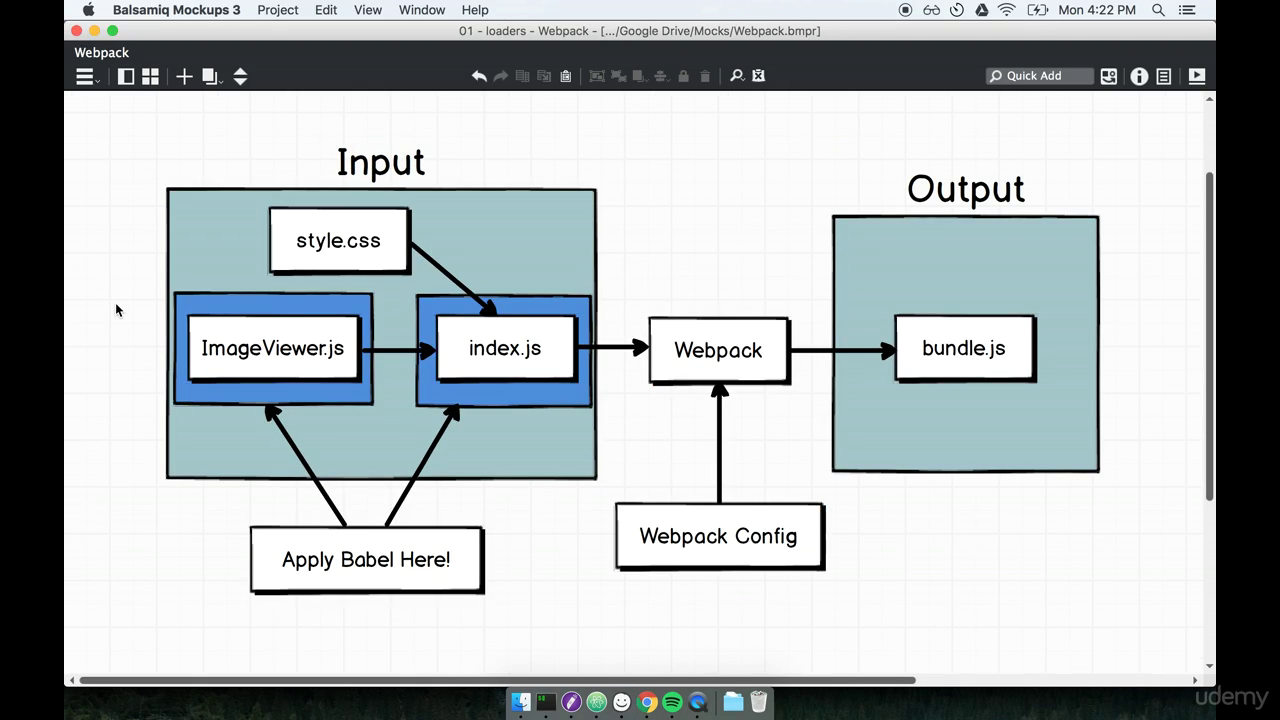 Balsamiq Mockups 3 Project Edit View Window Help Mon 4:22 PM
01 - loaders - Webpack - [.../Google Drive/Mocks/Webpack.bmpr]
Webpack
Quick Add
Input
Output
style.css
ImageViewer.js
index.js
Webpack
bundle.js
Webpack Config
Apply Babel Here!
udemy